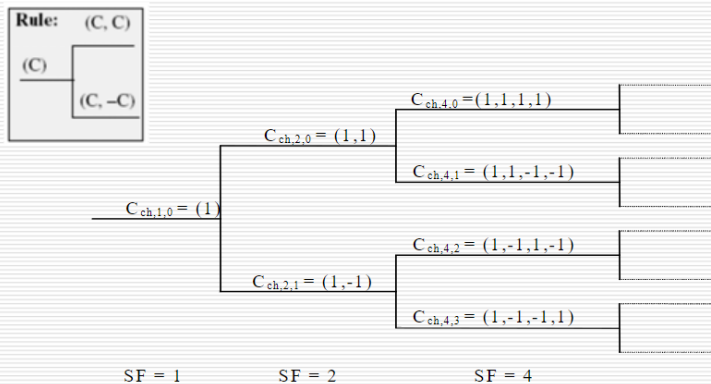 Rule: (C, C)
(C)
(C, –C)
C ch,4,0 =(1,1,1,1)
C ch,2,0 = (1,1)
C ch,4,1 = (1,1,-1,-1)
C ch,1,0 = (1)
C ch,4,2 = (1,-1,1,-1)
C ch,2,1 = (1,-1)
C ch,4,3 = (1,-1,-1,1)
SF = 1 SF = 2 SF = 4